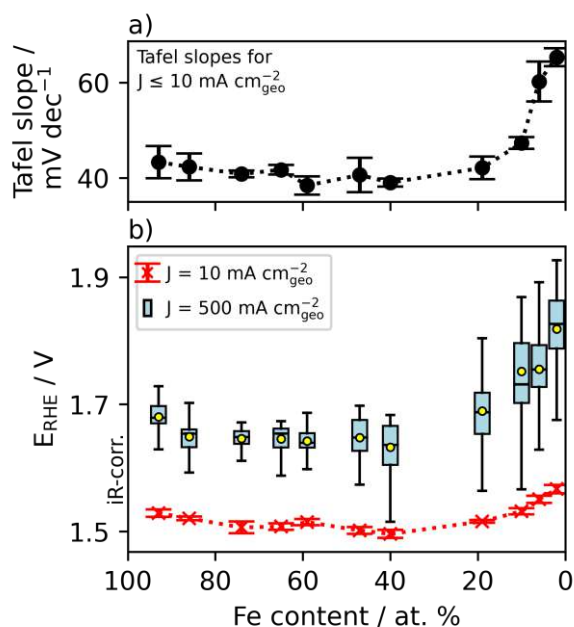 a)
Tafel slope /
mV dec⁻¹
60
40
Tafel slopes for
J ≤ 10 mA cm⁻²geo
b)
E_RHE / V
iR-corr.
1.9
1.7
1.5
J = 10 mA cm⁻²geo
J = 500 mA cm⁻²geo
100 80 60 40 20 0
Fe content / at. %